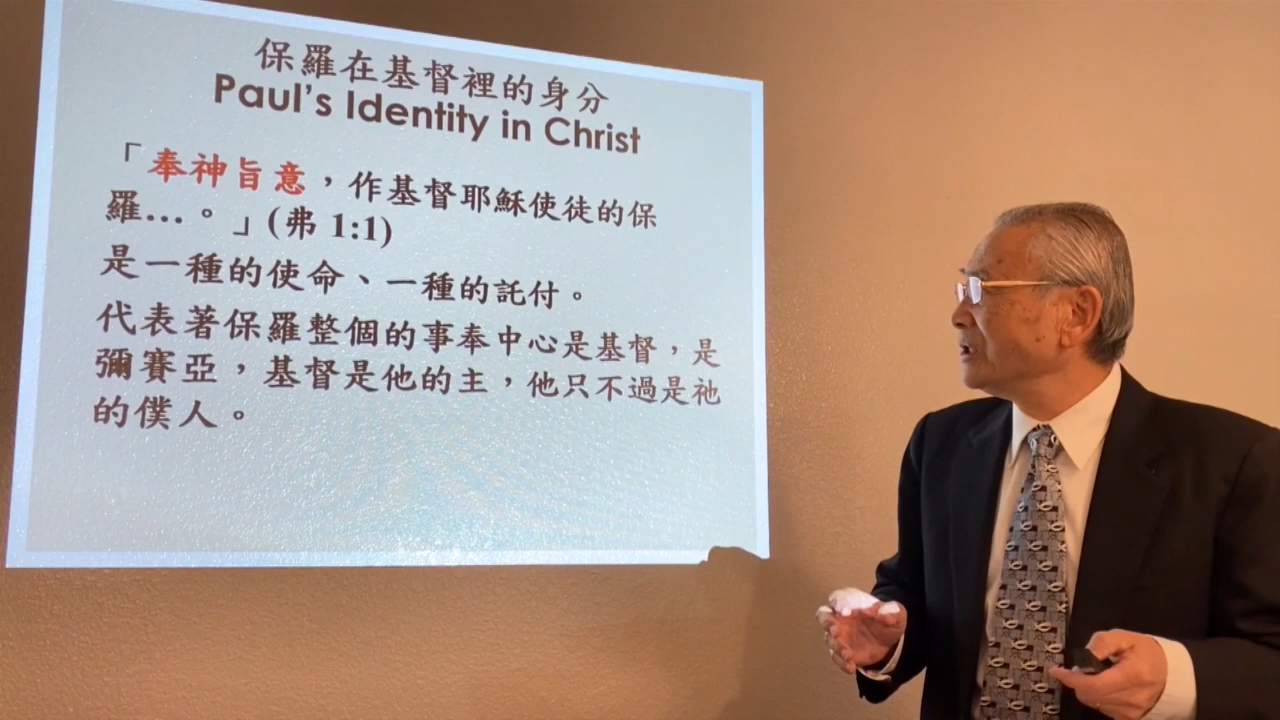 保羅在基督裡的身分
Paul's Identity in Christ
「奉神旨意，作基督耶穌使徒的保
羅…。」(弗 1:1)
是一種的使命、一種的託付。
代表著保羅整個的事奉中心是基督，是
彌賽亞，基督是他的主，他只不過是祂
的僕人。